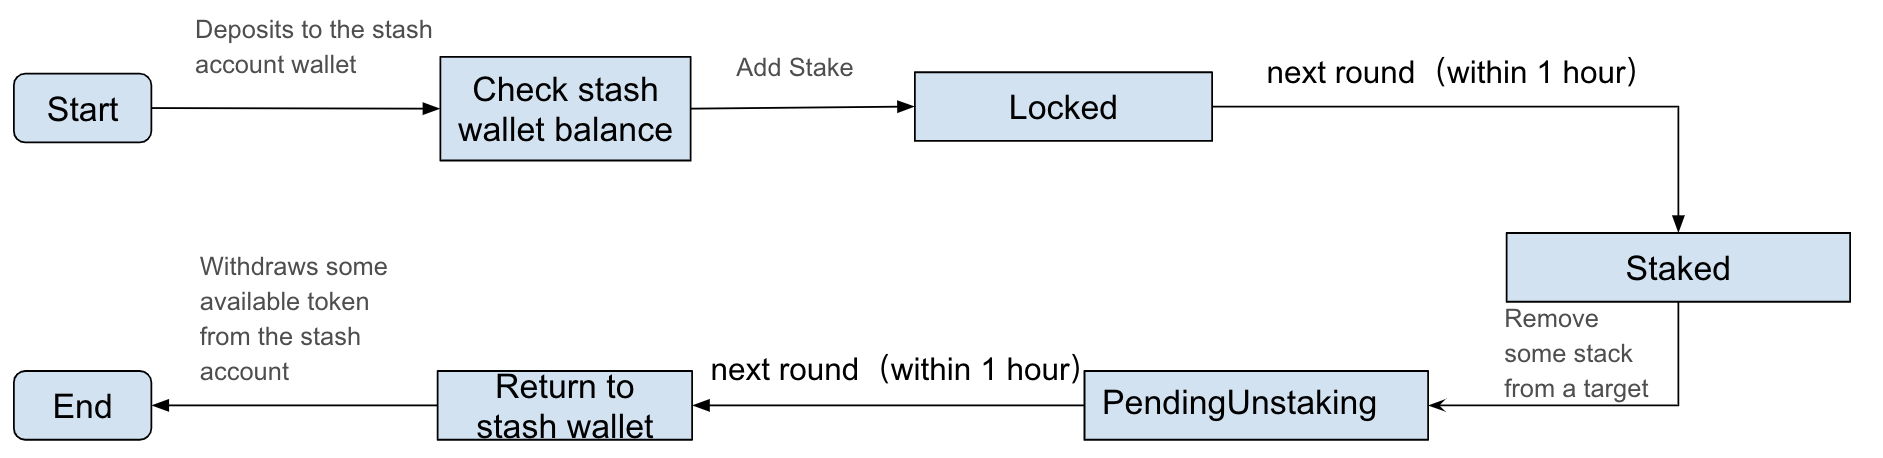 Deposits to the stash
account wallet
Start
Check stash
wallet balance
Add Stake
Locked
next round（within 1 hour）
Staked
Remove
some stack
from a target
PendingUnstaking
next round（within 1 hour）
Return to
stash wallet
Withdraws some
available token
from the stash
account
End